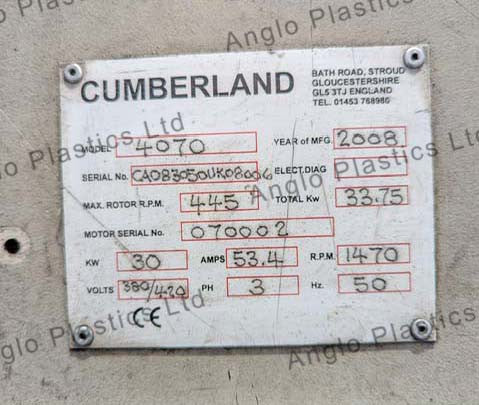 CUMBERLAND
BATH ROAD, STROUD
GLOUCESTERSHIRE
GL5 3TJ ENGLAND
TEL. 01453 768980
MODEL 4070 YEAR of MFG. 2008
SERIAL No. CA083050UK08006 ELECT.DIAG
MAX. ROTOR R.P.M. 445 TOTAL Kw 33.75
MOTOR SERIAL No. 070002
KW 30 AMPS 53.4 R.P.M. 1470
VOLTS 380/420 PH 3 Hz. 50
CE
Anglo Plastics Ltd
Anglo Plastics
Anglo Plastics Ltd
Anglo Plastics Ltd
Anglo Plastics